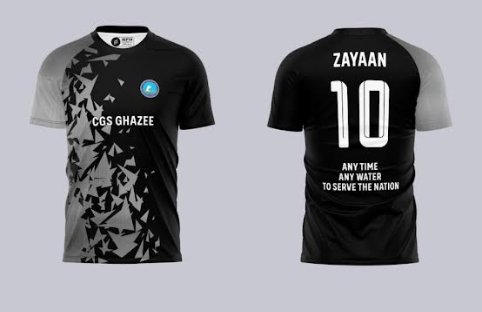 CGS GHAZEE
ZAYAAN
10
ANY TIME
ANY WATER
TO SERVE THE NATION